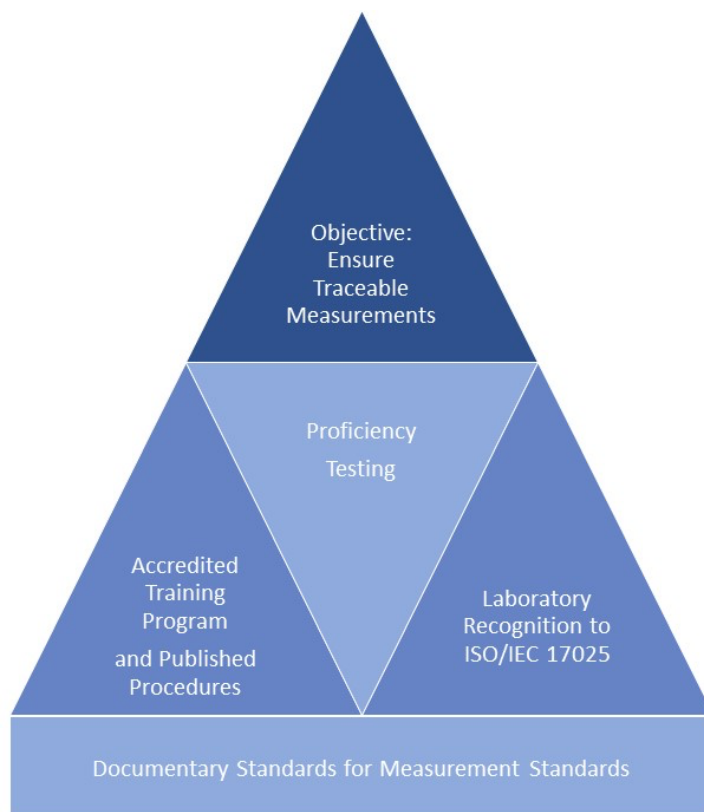 Objective:
Ensure
Traceable
Measurements
Proficiency
Testing
Accredited
Training
Program
and Published
Procedures
Laboratory
Recognition to
ISO/IEC 17025
Documentary Standards for Measurement Standards